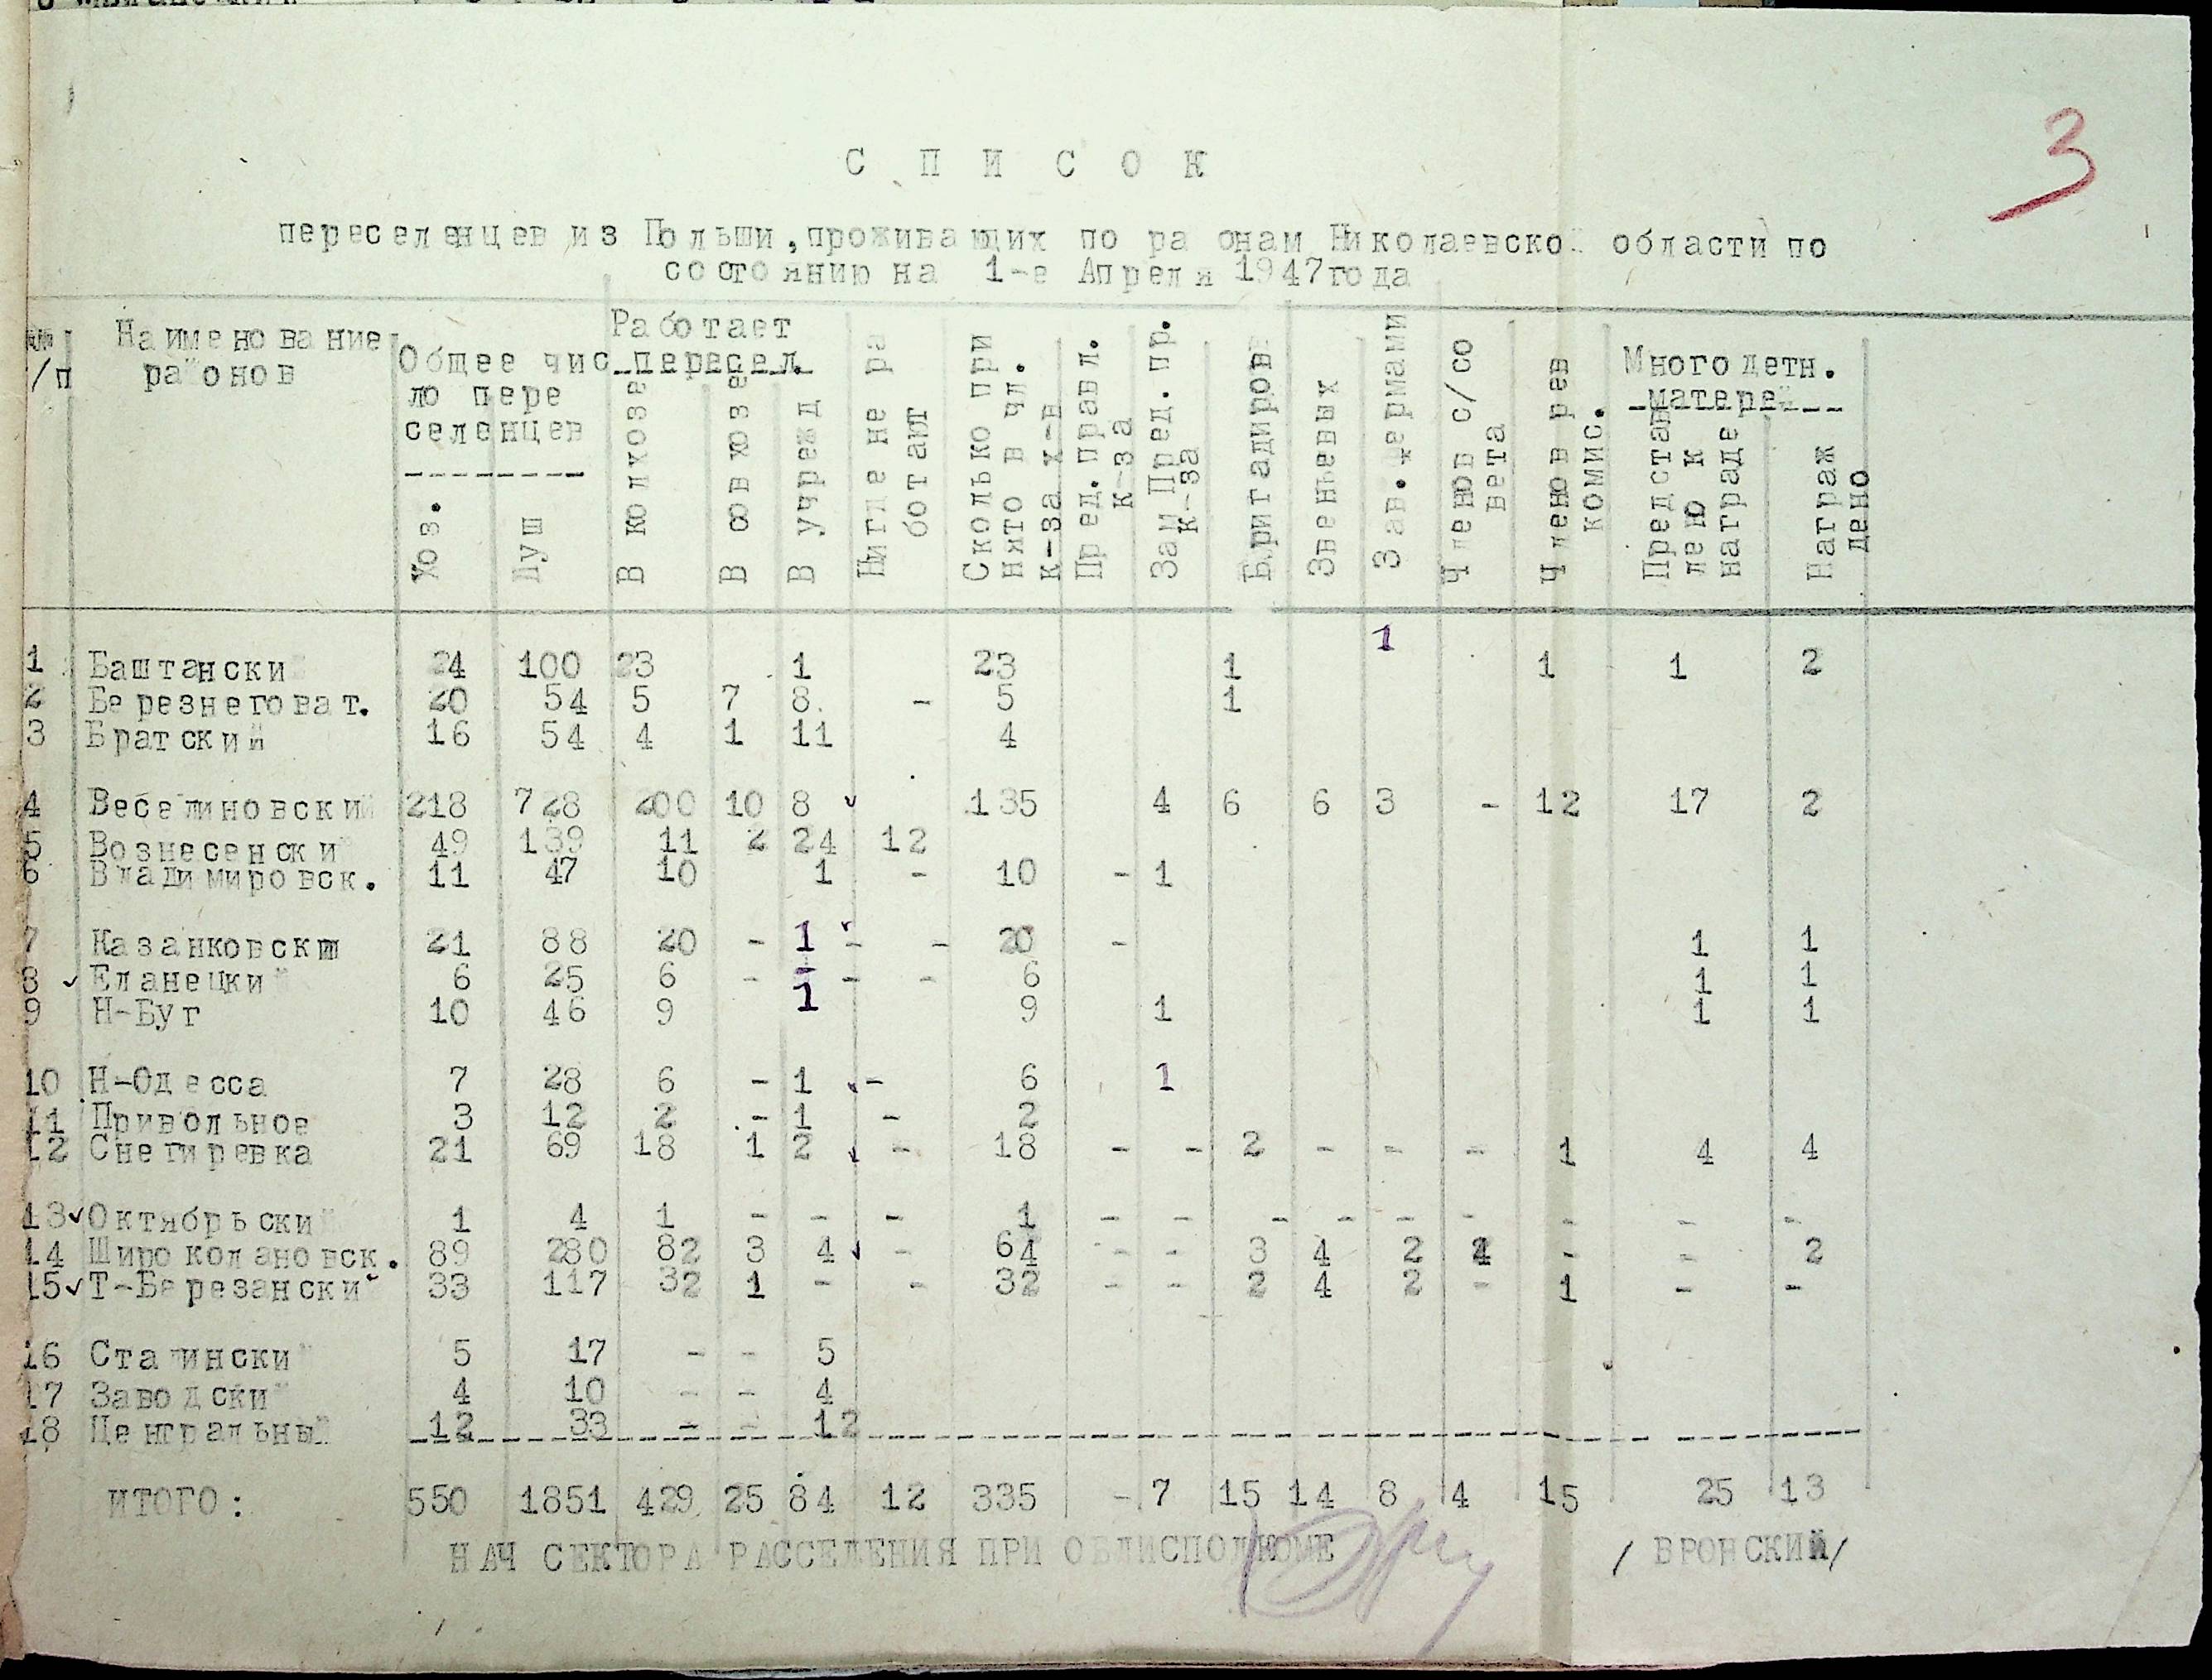 3
С П И С О К
переселенцев из Польши, проживающих по ра онам Николаевско области по
состоянию на 1-е Апреля 1947 года
№№ /п
Наименование районов
Общее число переселенцев
Хоз.
Душ
Работает пересел.
В колхозе
В совхозе
В учрежд
Нигде не работают
Сколько принято в чл. к-за х-в
Пред. правл. к-за
Зам Пред. пр. к-за
Бригадиров
Звеньевых
Зав. фермами
Членов с/совета
Членов рев комис.
Многодетн. матерей
Представлено к награде
Награждено
1 Баштански 24 100 23 1 23 1 1 1 1 2
2 Березнеговат. 20 54 5 7 8. - 5 1
3 Братский 16 54 4 1 11 4
4 Веселиновский 218 728 200 10 8 135 4 6 6 3 - 12 17 2
5 Вознесенски 49 139 11 2 24 12
6 Владимировск. 11 47 10 1 - 10 - 1
7 Казанковски 21 88 20 - 1 - - 20 - 1 1
8 Еланецки 6 25 6 - - - - 6 1 1
9 Н-Буг 10 46 9 1 9 1 1 1
10 Н-Одесса 7 28 6 - 1 - 6 1
11 Привольное 3 12 2 - 1 - 2
12 Снегиревка 21 69 18 1 2 - 18 - - 2 - - - 1 4 4
13 Октябрьски 1 4 1 - - - 1 - - - - - - - - -
14 Широколановск. 89 280 82 3 4 - 64 - - 3 4 2 4 - - 2
15 Т-Березански 33 117 32 1 - - 32 - - 2 4 2 - 1 - -
16 Сталински 5 17 - - 5
17 Заводски 4 10 - - 4
18 Центральный 12 33 - - 12
ИТОГО: 550 1851 429 25 84 12 335 - 7 15 14 8 4 15 25 13
НАЧ СЕКТОРА РАССЕЛЕНИЯ ПРИ ОБЛИСПОЛКОМЕ / ВРОНСКИЙ/